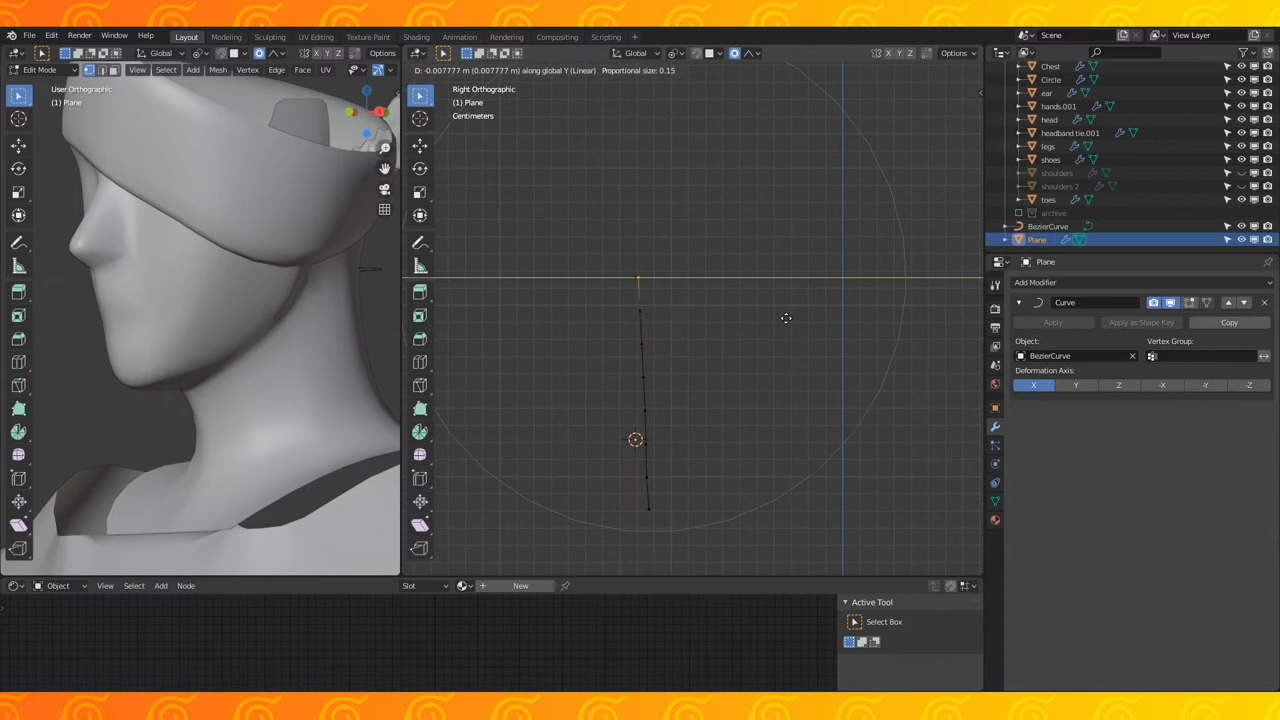 File Edit Render Window Help Layout Modeling Sculpting UV Editing Texture Paint Shading Animation Rendering Compositing Scripting + Scene View Layer
Global Options Global Options
Edit Mode View Select Add Mesh Vertex Edge Face UV D: -0.007777 m (0.007777 m) along global Y (Linear) Proportional size: 0.15
User Orthographic
(1) Plane
Right Orthographic
(1) Plane
Centimeters
X Y Z
X Y Z
Chest
Circle
ear
hands.001
head
headband tie.001
legs
shoes
shoulders
shoulders 2
toes
archive
BezierCurve
Plane
Plane
Add Modifier
Curve
Apply Apply as Shape Key Copy
Object: Vertex Group:
BezierCurve
Deformation Axis:
X Y Z -X -Y -Z
Object View Select Add Node Slot New
Active Tool
Select Box